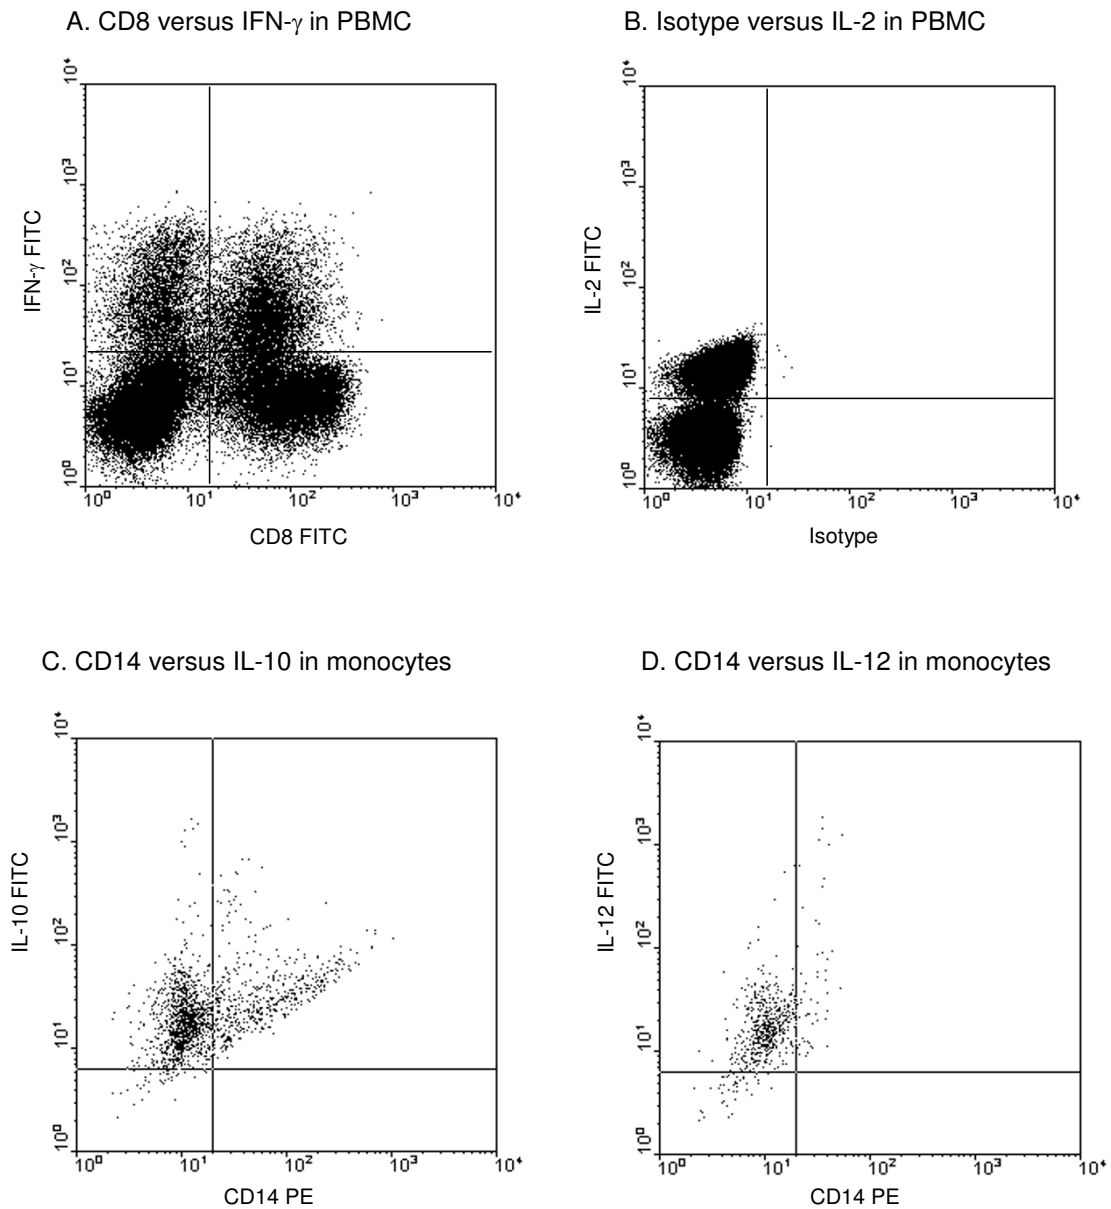 A. CD8 versus IFN-γ in PBMC
B. Isotype versus IL-2 in PBMC
IFN-γ FITC
10⁴
10³
10²
10¹
10⁰
10⁰ 10¹ 10² 10³ 10⁴
CD8 FITC
IL-2 FITC
10⁴
10³
10²
10¹
10⁰
10⁰ 10¹ 10² 10³ 10⁴
Isotype
C. CD14 versus IL-10 in monocytes
D. CD14 versus IL-12 in monocytes
IL-10 FITC
10⁴
10³
10²
10¹
10⁰
10⁰ 10¹ 10² 10³ 10⁴
CD14 PE
IL-12 FITC
10⁴
10³
10²
10¹
10⁰
10⁰ 10¹ 10² 10³ 10⁴
CD14 PE